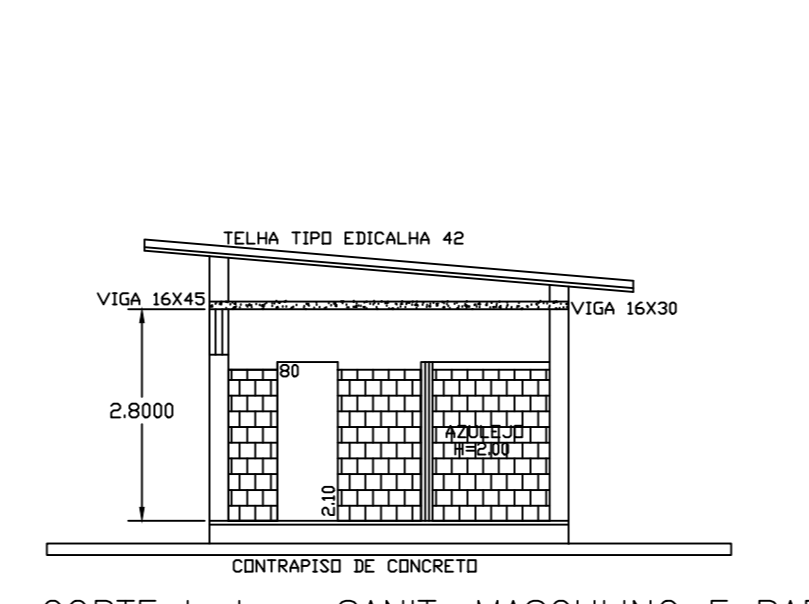 TELHA TIPO EDICALHA 42
VIGA 16X45
VIGA 16X30
80
2.8000
AZULEJO
H=2.00
2.10
CONTRAPISO DE CONCRETO